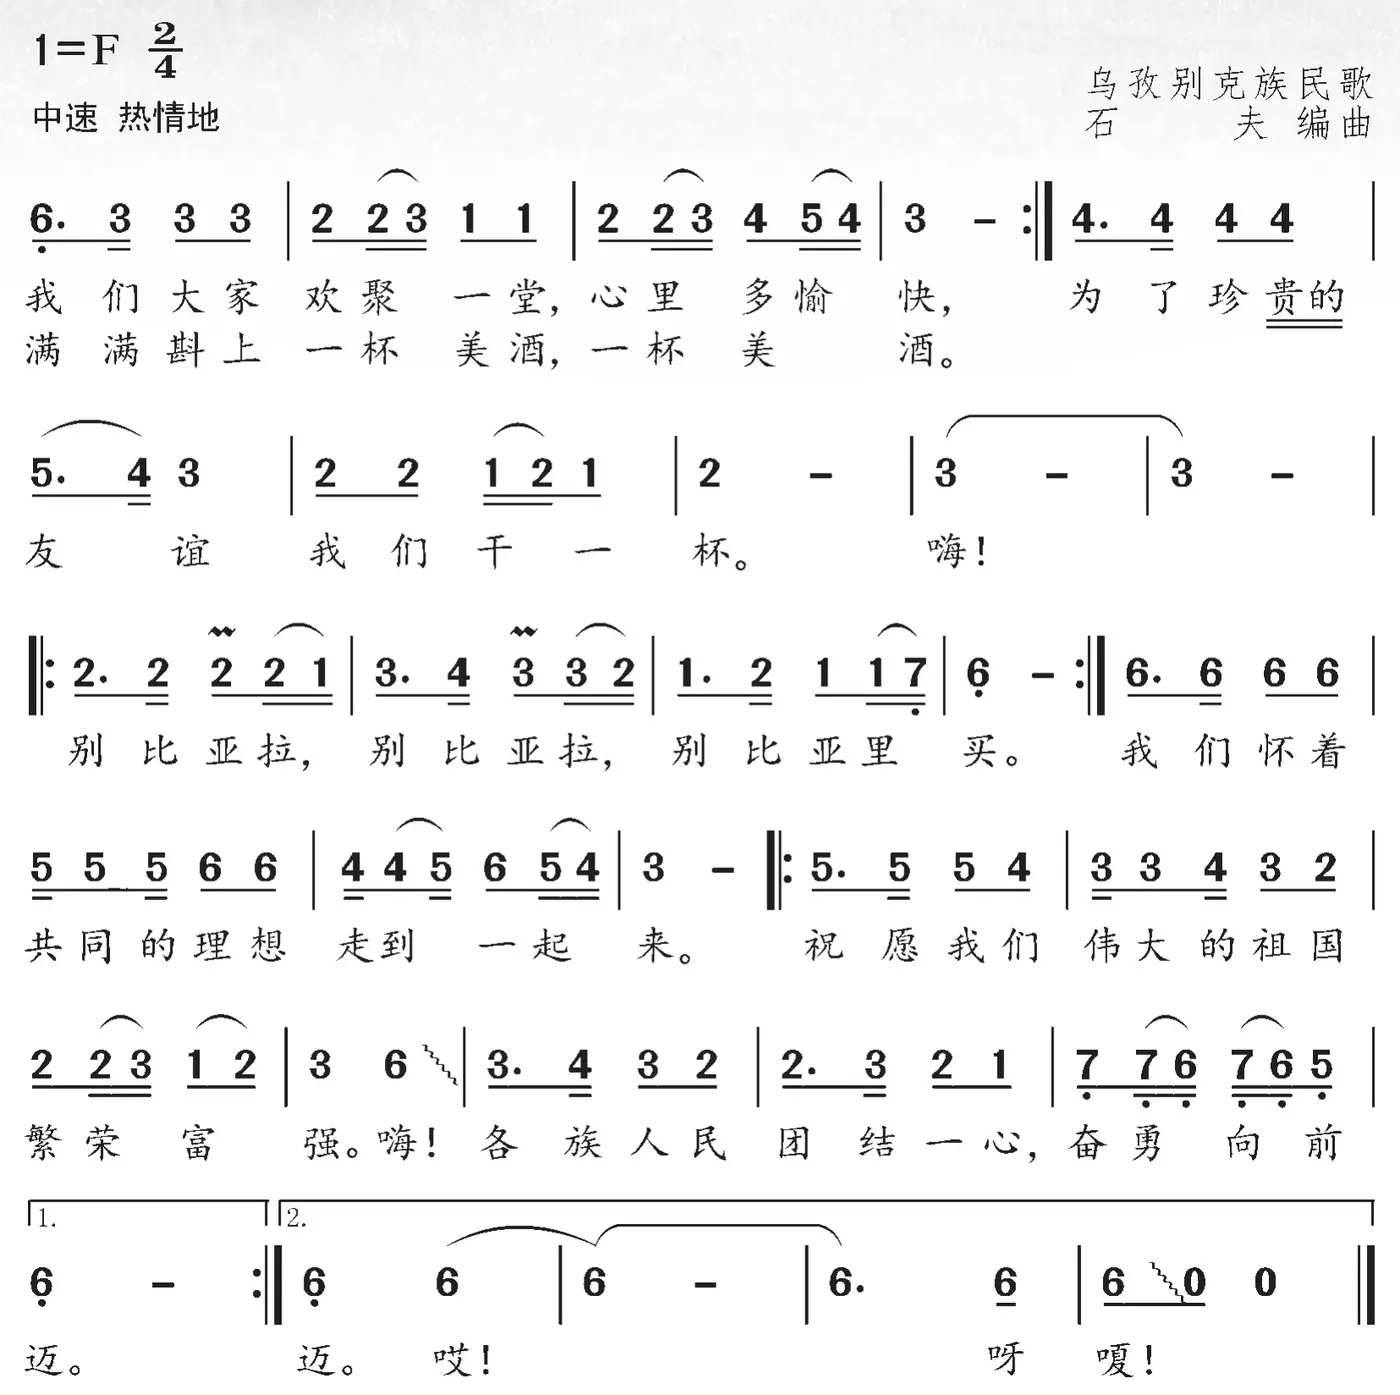 1=F 2/4
中速 热情地
乌孜别克族民歌
石 夫 编曲
6. 3 3 3 | 2 2 3 1 1 | 2 2 3 4 5 4 | 3 - :| 4. 4 4 4 |
我们大家 欢聚一堂,心里多愉快, 为了珍贵的
满满斟上一杯美酒,一杯美酒。
5. 4 3 | 2 2 1 2 1 | 2 - | 3 - | 3 - |
友谊 我们干一杯。 嗨!
|: 2. 2 2 2 1 | 3. 4 3 3 2 | 1. 2 1 1 7 | 6 - :| 6. 6 6 6 |
别比亚拉, 别比亚拉, 别比亚里买。 我们怀着
5 5 5 6 6 | 4 4 5 6 5 4 | 3 - |: 5. 5 5 4 | 3 3 4 3 2 |
共同的理想 走到一起来。 祝愿我们伟大的祖国
2 2 3 1 2 | 3 6 | 3. 4 3 2 | 2. 3 2 1 | 7 7 6 7 6 5 |
繁荣富强。嗨! 各族人民团结一心,奋勇向前
1. 2.
6 - :| 6 6 | 6 - | 6. 6 | 6 0 0 |
迈。 迈。哎! 呀嗄!